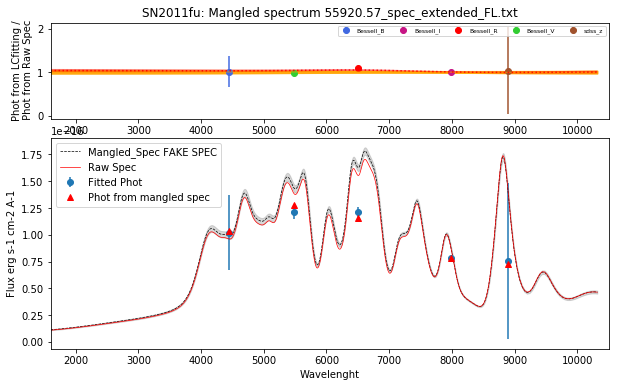 SN2011fu: Mangled spectrum 55920.57_spec_extended_FL.txt
Phot from LCfitting /
Phot from Raw Spec
2
1
0
Bessell_B
Bessell_I
Bessell_R
Bessell_V
sdss_z
2000 3000 4000 5000 6000 7000 8000 9000 10000
1e−16
Flux erg s-1 cm-2 A-1
1.75
1.50
1.25
1.00
0.75
0.50
0.25
0.00
Mangled_Spec FAKE SPEC
Raw Spec
Fitted Phot
Phot from mangled spec
2000 3000 4000 5000 6000 7000 8000 9000 10000
Wavelenght